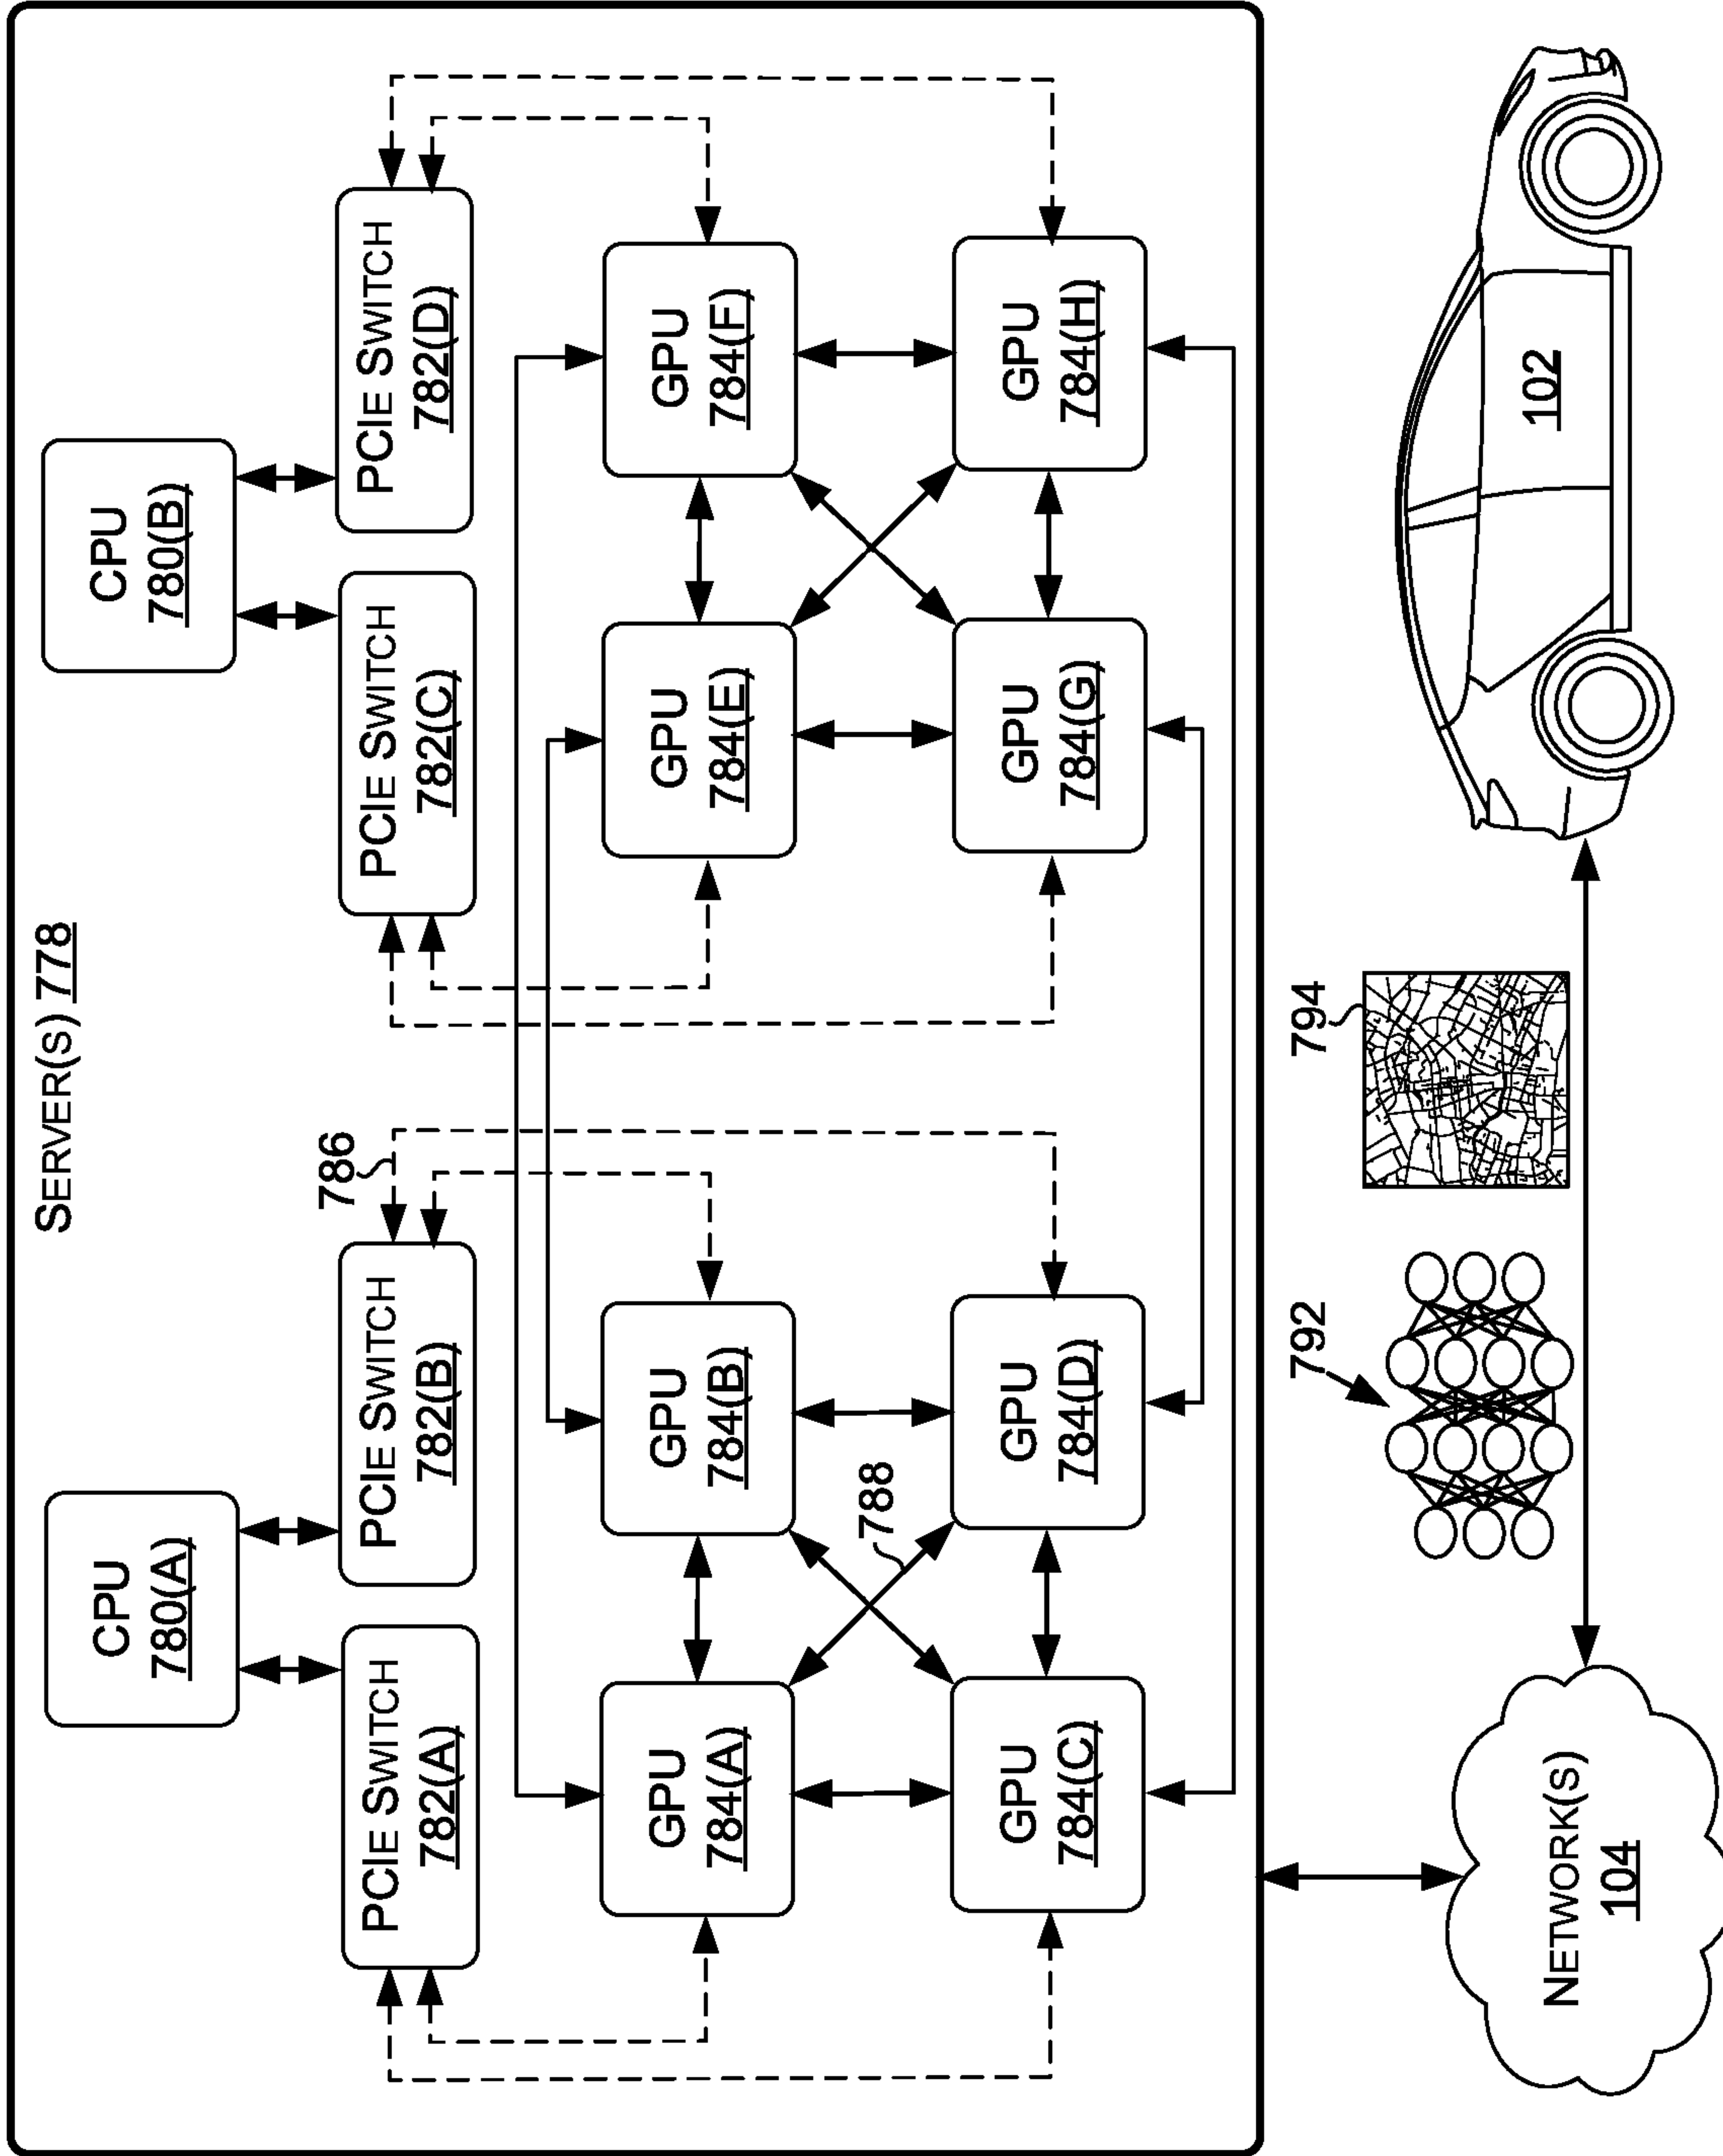 SERVER(S) 778
CPU
780(A)
CPU
780(B)
PCIE SWITCH
782(A)
PCIE SWITCH
782(B)
786
PCIE SWITCH
782(C)
PCIE SWITCH
782(D)
GPU
784(A)
GPU
784(B)
GPU
784(E)
GPU
784(F)
788
GPU
784(C)
GPU
784(D)
GPU
784(G)
GPU
784(H)
NETWORK(S)
104
792
794
102